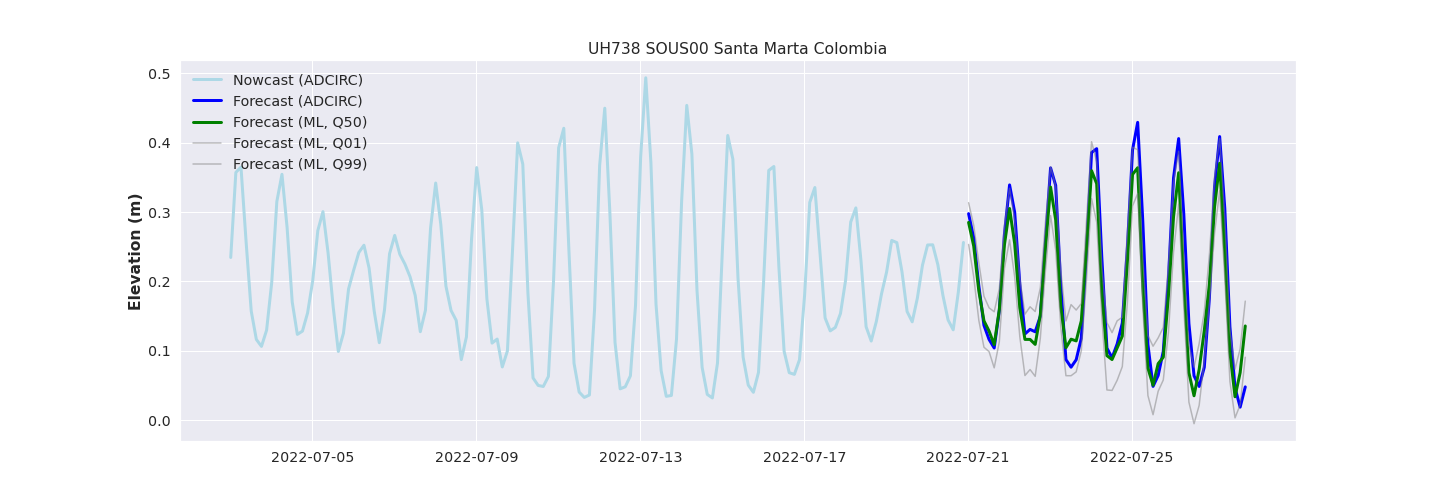 UH738 SOUS00 Santa Marta Colombia
Nowcast (ADCIRC)
Forecast (ADCIRC)
Forecast (ML, Q50)
Forecast (ML, Q01)
Forecast (ML, Q99)
Elevation (m)
0.5
0.4
0.3
0.2
0.1
0.0
2022-07-05
2022-07-09
2022-07-13
2022-07-17
2022-07-21
2022-07-25